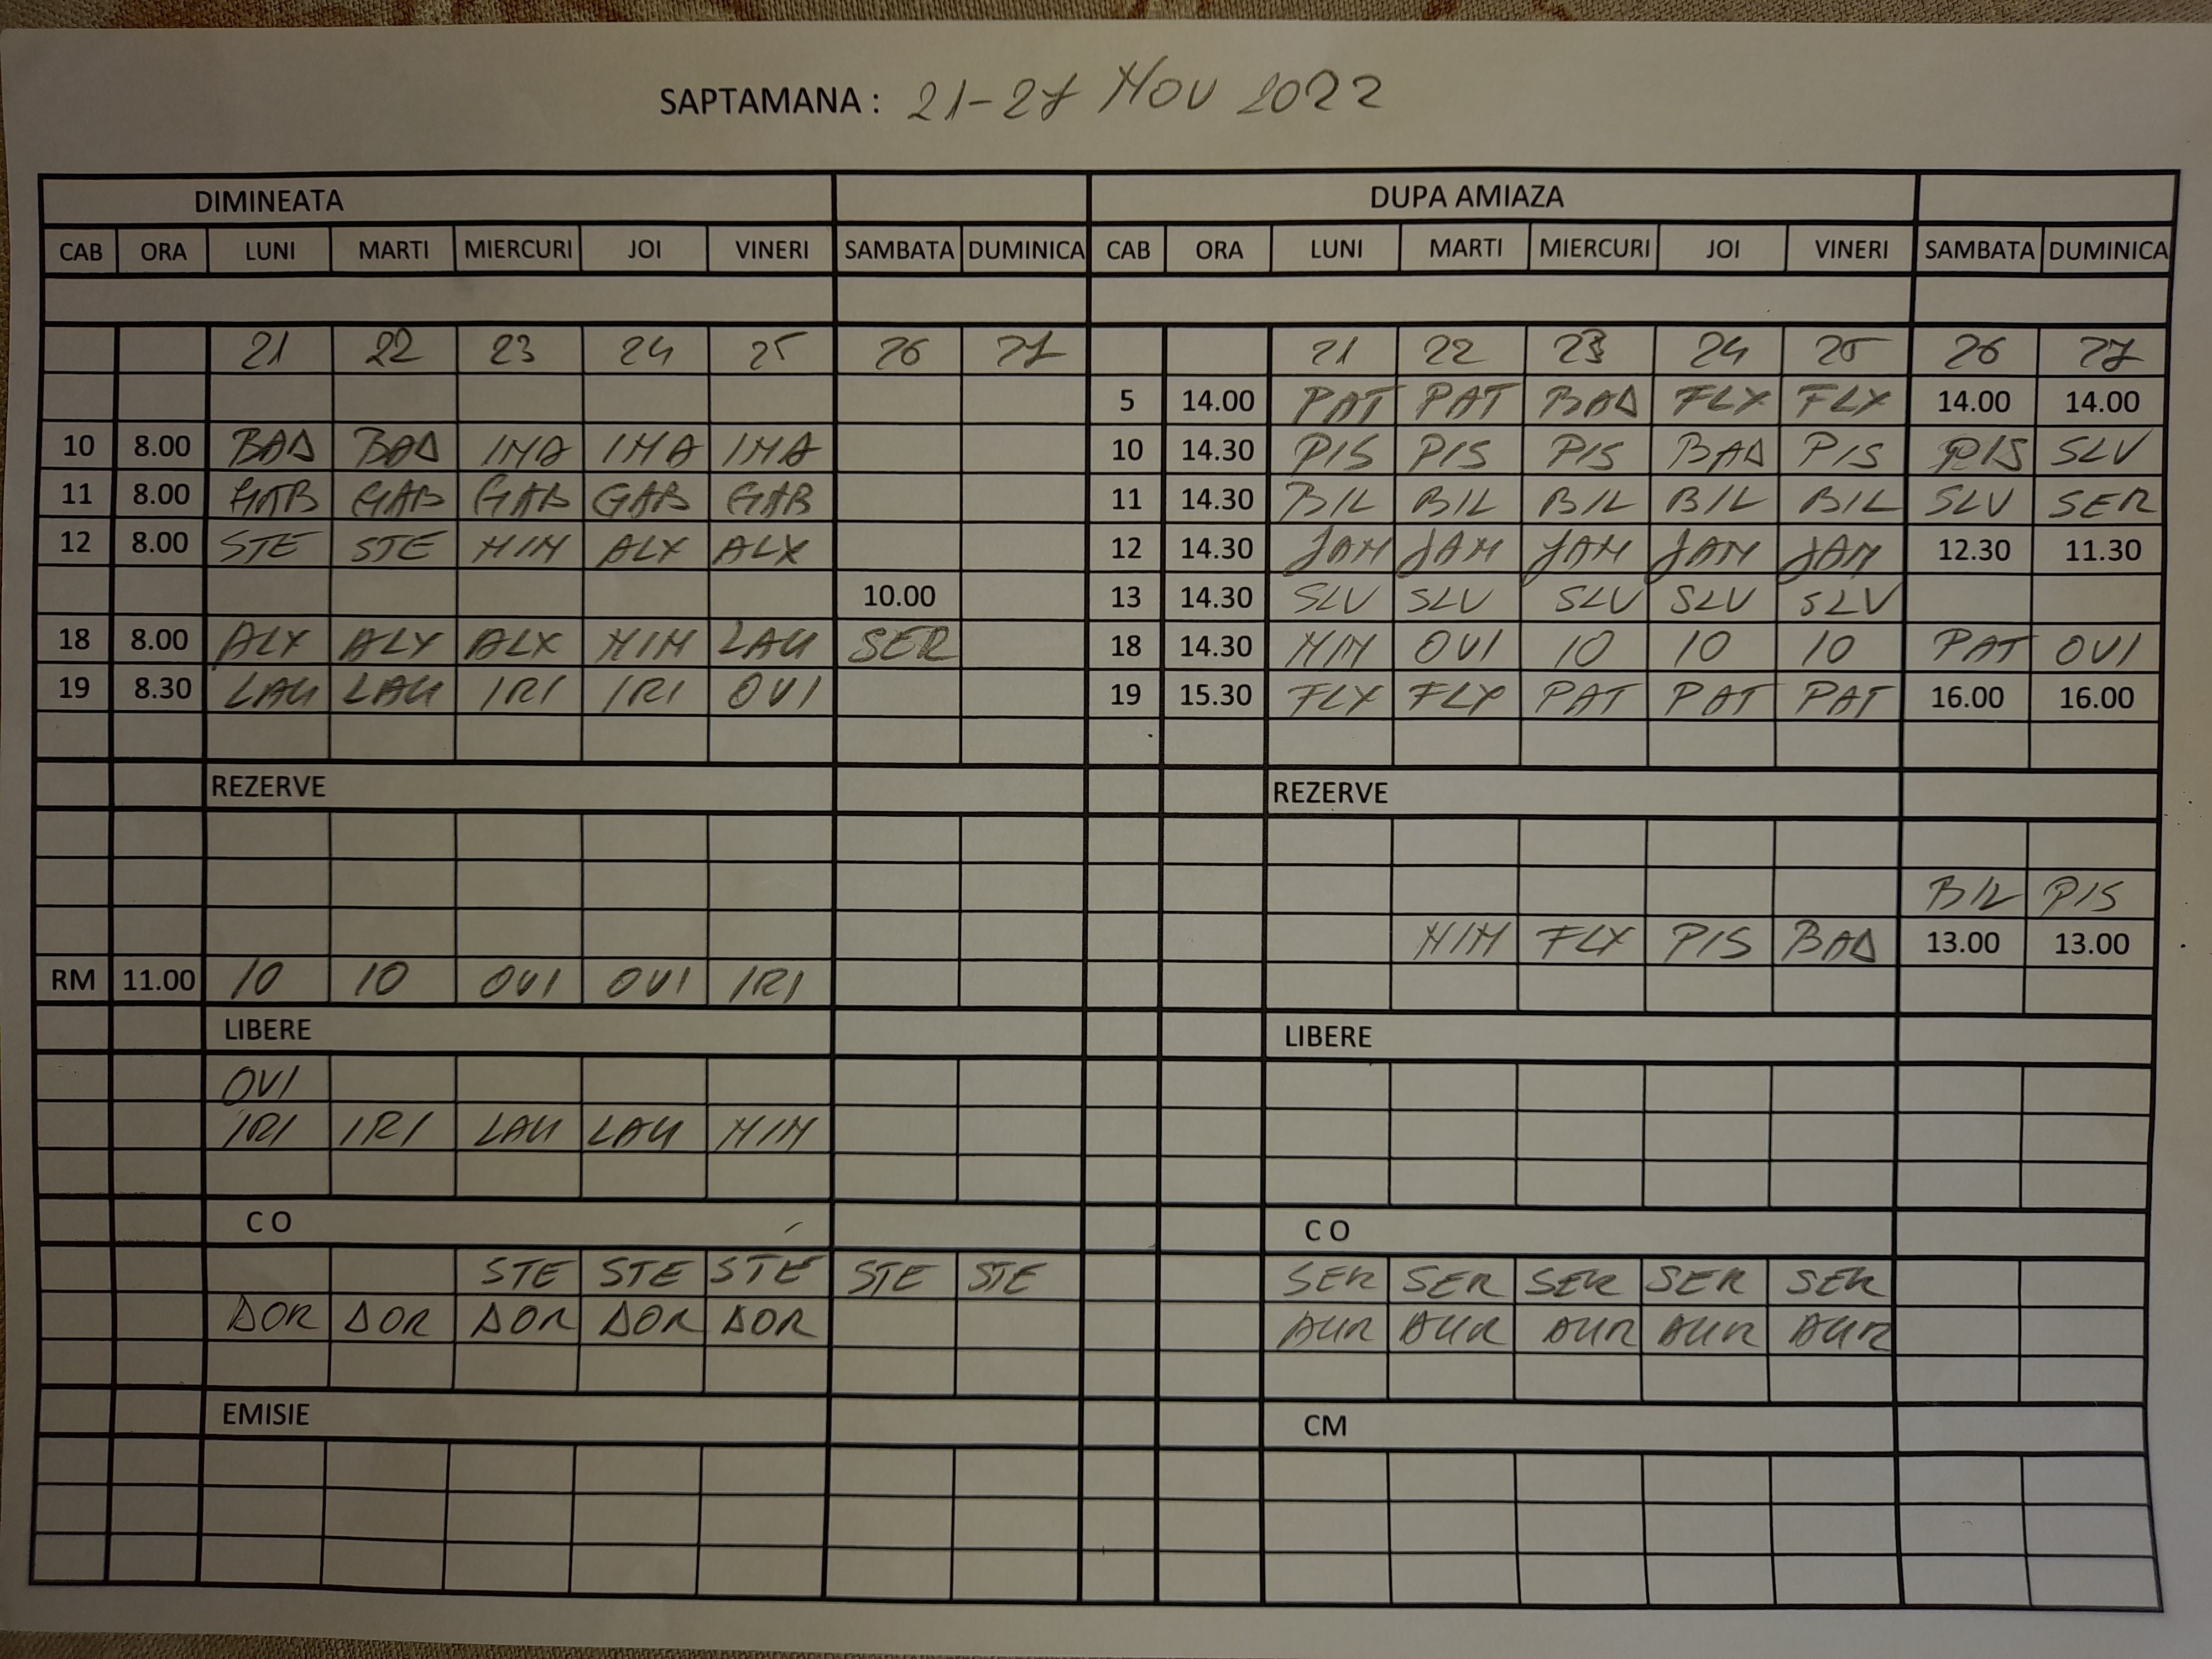 SAPTAMANA : 21-27 NOV 2022
DIMINEATA DUPA AMIAZA
CAB ORA LUNI MARTI MIERCURI JOI VINERI SAMBATA DUMINICA CAB ORA LUNI MARTI MIERCURI JOI VINERI SAMBATA DUMINICA
21 22 23 24 25 26 27 21 22 23 24 25 26 27
5 14.00 PAT PAT BAD FLX FLX 14.00 14.00
10 8.00 BAD BAD IMA IMA IMA 10 14.30 PIS PIS PIS BAD PIS PIS SLV
11 8.00 GAB GAB GAB GAB GAB 11 14.30 BIL BIL BIL BIL BIL SLV SER
12 8.00 STE STE MIM ALX ALX 12 14.30 JAM JAM JAM JAM JAM 12.30 11.30
10.00 13 14.30 SLV SLV SLV SLV SLV
18 8.00 ALX ALX ALX MIM LAU SER 18 14.30 MIM OVI IO IO IO PAT OVI
19 8.30 LAU LAU IRI IRI OVI 19 15.30 FLX FLX PAT PAT PAT 16.00 16.00
REZERVE REZERVE
BIL PIS
MIM FLX PIS BAD 13.00 13.00
RM 11.00 IO IO OVI OVI IRI
LIBERE LIBERE
OVI
IRI IRI LAU LAU MIM
C O C O
STE STE STE STE STE SER SER SER SER SER
DOR DOR DOR DOR DOR AUR AUR AUR AUR AUR
EMISIE CM